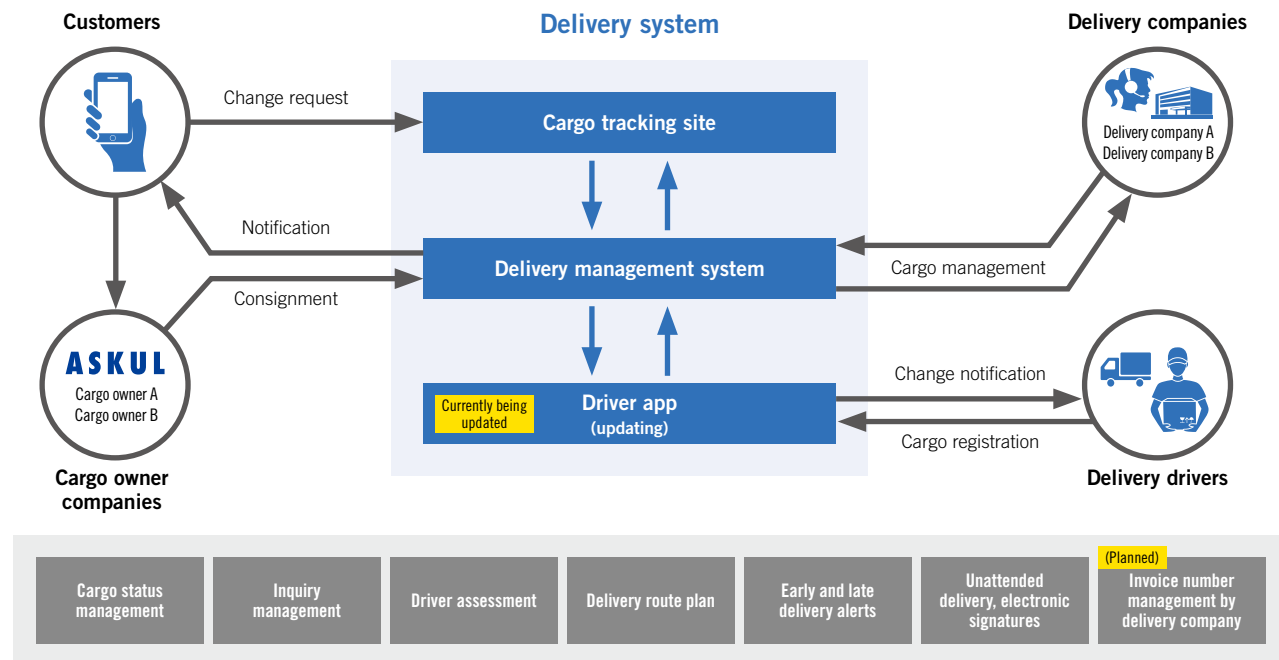 Customers
Delivery system
Delivery companies
Change request
Cargo tracking site
Delivery company A
Delivery company B
Notification
Delivery management system
Cargo management
Consignment
ASKUL
Cargo owner A
Cargo owner B
Cargo owner
companies
Currently being
updated
Driver app
(updating)
Change notification
Cargo registration
Delivery drivers
Cargo status
management
Inquiry
management
Driver assessment
Delivery route plan
Early and late
delivery alerts
Unattended
delivery, electronic
signatures
(Planned)
Invoice number
management by
delivery company